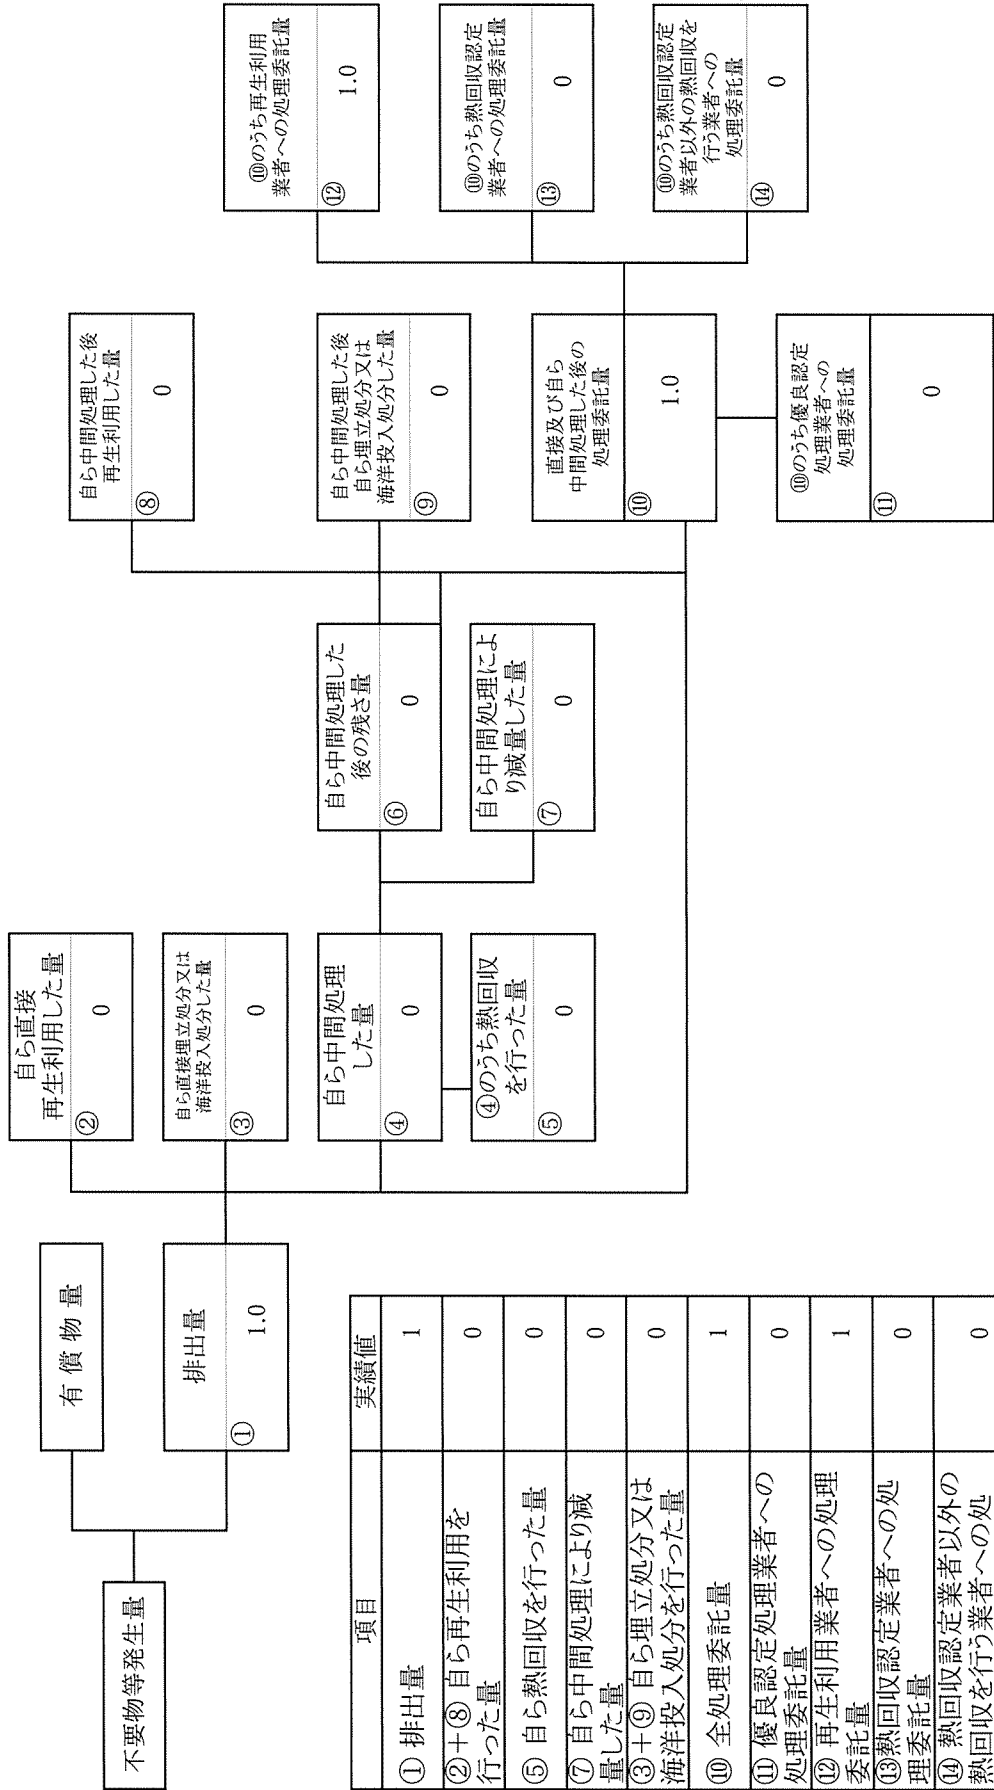 不要物等発生量
有償物量
排出量
①
1.0
自ら直接
再生利用した量
②
0
自ら直接埋立処分又は
海洋投入処分した量
③
0
自ら中間処理
した量
④
0
④のうち熱回収
を行った量
⑤
0
自ら中間処理した
後の残さ量
⑥
0
自ら中間処理によ
り減量した量
⑦
0
自ら中間処理した後
再生利用した量
⑧
0
自ら中間処理した後
自ら埋立処分又は
海洋投入処分した量
⑨
0
直接及び自ら
中間処理した後の
処理委託量
⑩
1.0
⑩のうち優良認定
処理業者への
処理委託量
⑪
0
⑩のうち再生利用
業者への処理委託量
⑫
1.0
⑩のうち熱回収認定
業者への処理委託量
⑬
0
⑩のうち熱回収認定
業者以外の熱回収を
行う業者への
処理委託量
⑭
0
項目 実績値
① 排出量 1
②+⑧ 自ら再生利用を
行った量 0
⑤ 自ら熱回収を行った量 0
⑦ 自ら中間処理により減
量した量 0
③+⑨ 自ら埋立処分又は
海洋投入処分を行った量 0
⑩ 全処理委託量 1
⑪ 優良認定処理業者への
処理委託量 0
⑫ 再生利用業者への処理
委託量 1
⑬熱回収認定業者への処
理委託量 0
⑭ 熱回収認定業者以外の
熱回収を行う業者への処 0